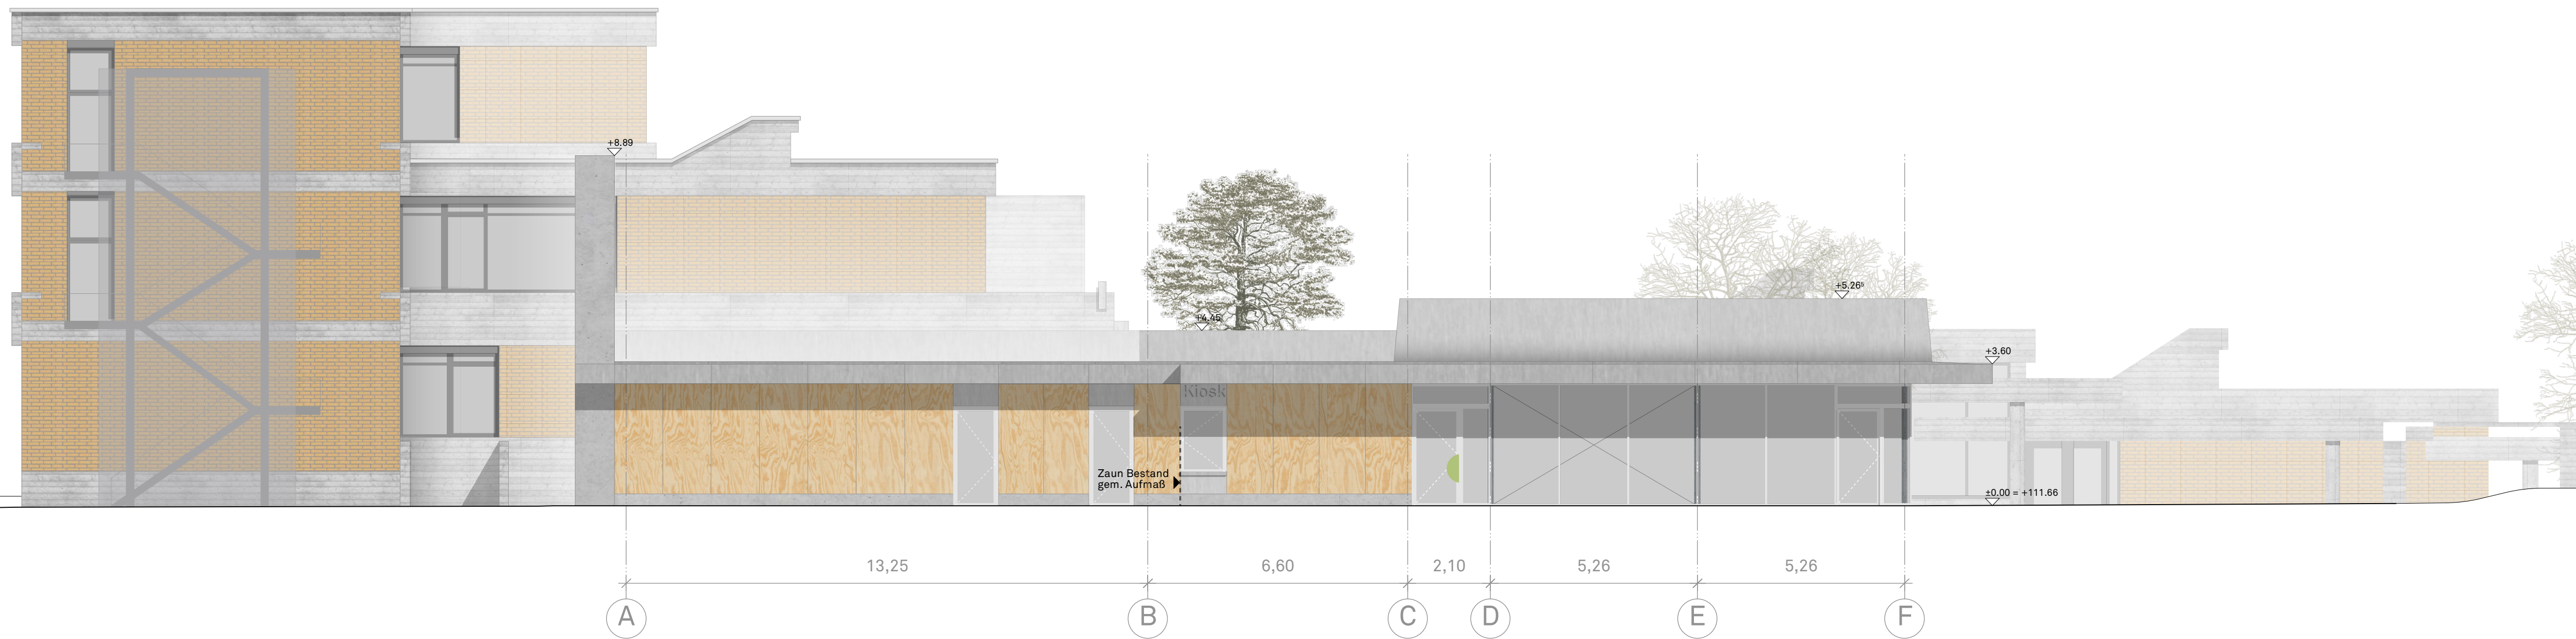 +8.89
+5.26⁵
+4.45
+3.60
Kiosk
Zaun Bestand
gem. Aufmaß
±0.00 = +111.66
13,25
6,60
2,10
5,26
5,26
A
B
C
D
E
F